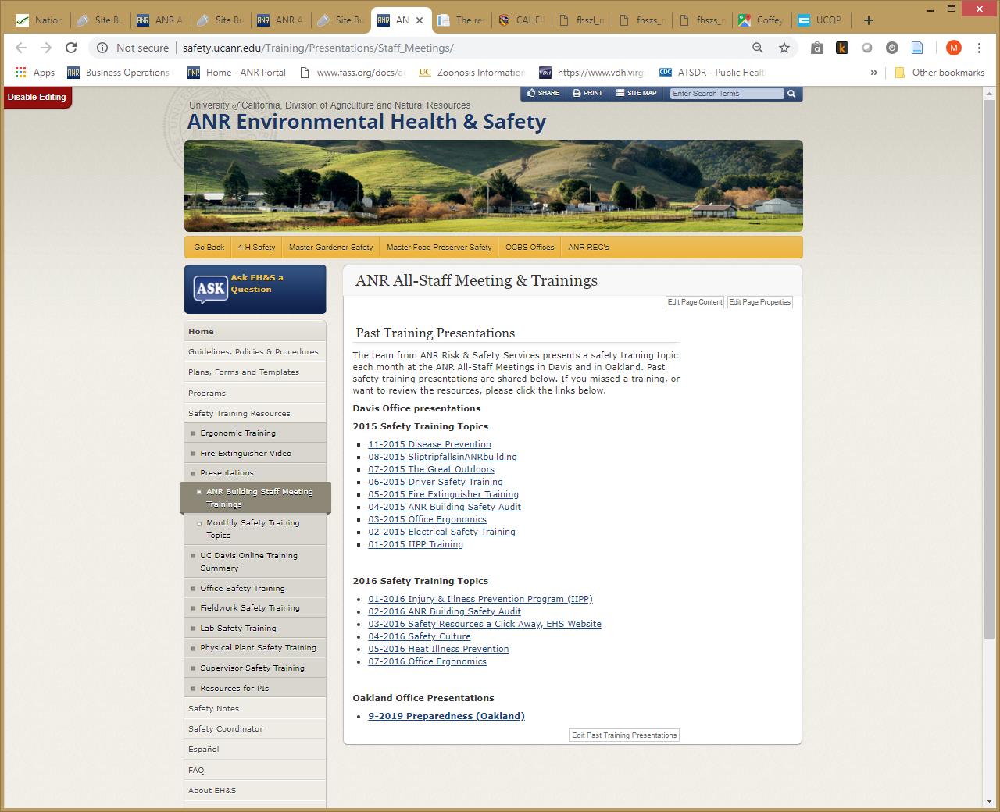 Nation
Site Bu
ANR A
Site Bu
ANR A
Site Bu
AN
The res
CAL FI
fhszl_m
fhszs_n
fhszs_n
Coffey
UCOP
Not secure
safety.ucanr.edu/Training/Presentations/Staff_Meetings/
M
Apps
ANR Business Operations
ANR Home - ANR Portal
www.fass.org/docs/a
UC Zoonosis Information
VDH https://www.vdh.virg
CDC ATSDR - Public Healt
Other bookmarks
Disable Editing
SHARE
PRINT
SITE MAP
Enter Search Terms
University of California, Division of Agriculture and Natural Resources
ANR Environmental Health & Safety
Go Back
4-H Safety
Master Gardener Safety
Master Food Preserver Safety
OCBS Offices
ANR REC's
ASK
Ask EH&S a
Question
Home
Guidelines, Policies & Procedures
Plans, Forms and Templates
Programs
Safety Training Resources
Ergonomic Training
Fire Extinguisher Video
Presentations
ANR Building Staff Meeting
Trainings
Monthly Safety Training
Topics
UC Davis Online Training
Summary
Office Safety Training
Fieldwork Safety Training
Lab Safety Training
Physical Plant Safety Training
Supervisor Safety Training
Resources for PIs
Safety Notes
Safety Coordinator
Español
FAQ
About EH&S
ANR All-Staff Meeting & Trainings
Edit Page Content
Edit Page Properties
Past Training Presentations
The team from ANR Risk & Safety Services presents a safety training topic
each month at the ANR All-Staff Meetings in Davis and in Oakland. Past
safety training presentations are shared below. If you missed a training, or
want to review the resources, please click the links below.
Davis Office presentations
2015 Safety Training Topics
11-2015 Disease Prevention
08-2015 SliptripfallsinANRbuilding
07-2015 The Great Outdoors
06-2015 Driver Safety Training
05-2015 Fire Extinguisher Training
04-2015 ANR Building Safety Audit
03-2015 Office Ergonomics
02-2015 Electrical Safety Training
01-2015 IIPP Training
2016 Safety Training Topics
01-2016 Injury & Illness Prevention Program (IIPP)
02-2016 ANR Building Safety Audit
03-2016 Safety Resources a Click Away, EHS Website
04-2016 Safety Culture
05-2016 Heat Illness Prevention
07-2016 Office Ergonomics
Oakland Office Presentations
9-2019 Preparedness (Oakland)
Edit Past Training Presentations